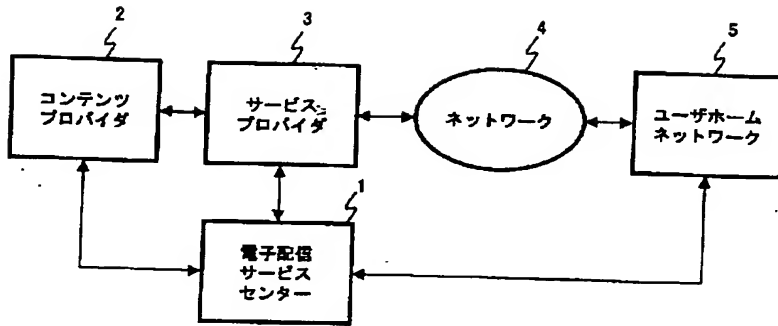 2
3
4
5
コンテンツ
プロバイダ
サービス
プロバイダ
ネットワーク
ユーザホーム
ネットワーク
1
電子配信
サービス
センター